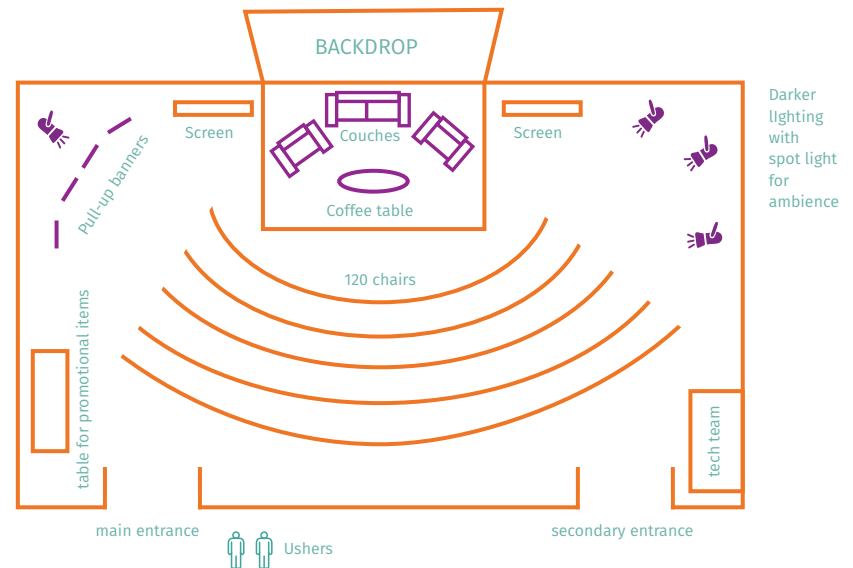 BACKDROP
Screen
Couches
Screen
Coffee table
Pull-up banners
120 chairs
Darker
lighting
with
spot light
for
ambience
table for promotional items
tech team
main entrance
secondary entrance
Ushers